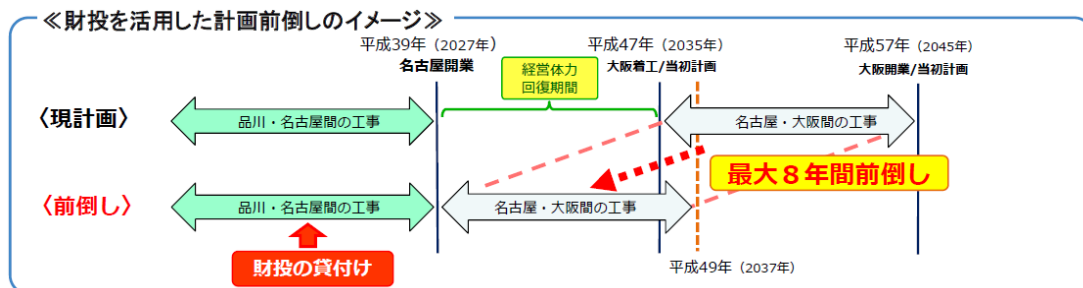 ≪財投を活用した計画前倒しのイメージ≫
平成39年（2027年）
名古屋開業
平成47年（2035年）
大阪着工/当初計画
平成57年（2045年）
大阪開業/当初計画
経営体力
回復期間
〈現計画〉
品川・名古屋間の工事
名古屋・大阪間の工事
最大８年間前倒し
〈前倒し〉
品川・名古屋間の工事
名古屋・大阪間の工事
財投の貸付け
平成49年（2037年）